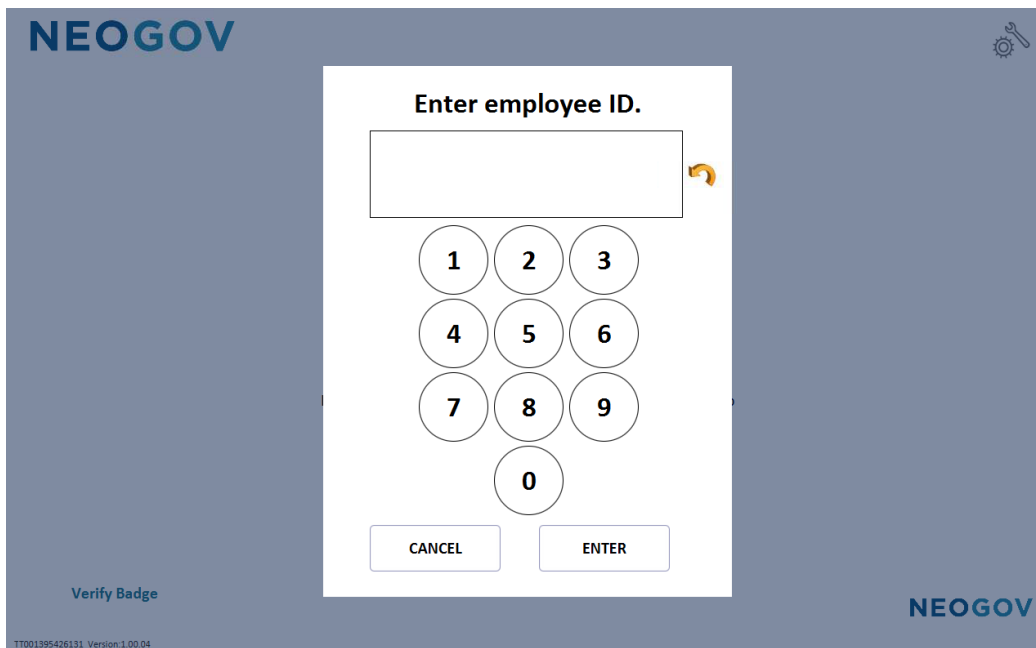 NEOGOV
Enter employee ID.
1 2 3
4 5 6
7 8 9
0
CANCEL ENTER
Verify Badge
NEOGOV
TT001395426131 Version:1.00.04